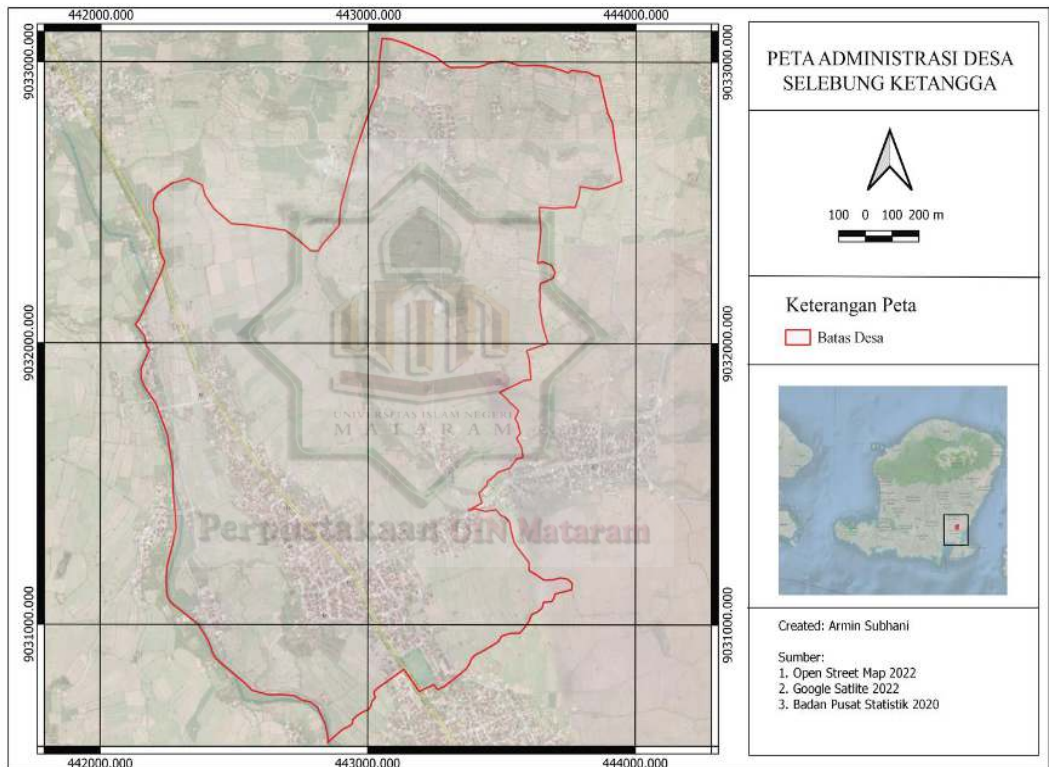 442000.000
443000.000
444000.000
9033000.000
9033000.000
9032000.000
9032000.000
9031000.000
9031000.000
442000.000
443000.000
444000.000
UNIVERSITAS ISLAM NEGERI
MATARAM
Perpustakaan UIN Mataram
PETA ADMINISTRASI DESA
SELEBUNG KETANGGA
100 0 100 200 m
Keterangan Peta
Batas Desa
Created: Armin Subhani
Sumber:
1. Open Street Map 2022
2. Google Satlite 2022
3. Badan Pusat Statistik 2020